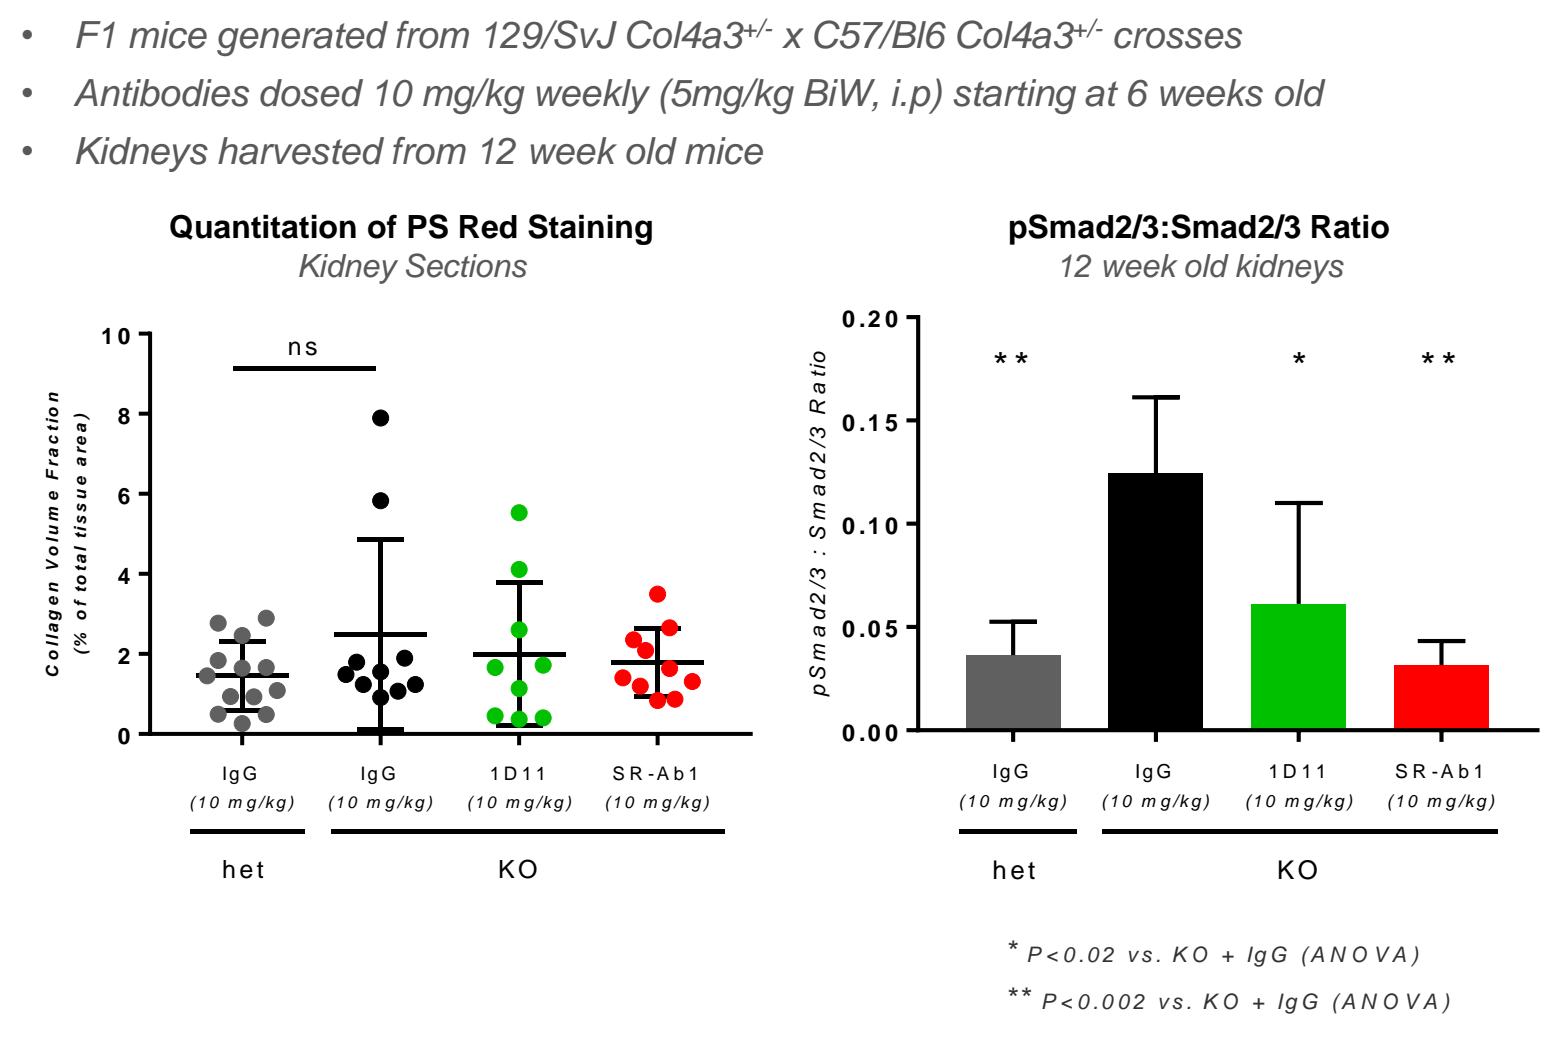 • F1 mice generated from 129/SvJ Col4a3+/- x C57/Bl6 Col4a3+/- crosses
• Antibodies dosed 10 mg/kg weekly (5mg/kg BiW, i.p) starting at 6 weeks old
• Kidneys harvested from 12 week old mice
Quantitation of PS Red Staining
Kidney Sections
Collagen Volume Fraction
(% of total tissue area)
10
8
6
4
2
0
ns
IgG IgG 1D11 SR-Ab1
(10 mg/kg) (10 mg/kg) (10 mg/kg) (10 mg/kg)
het KO
pSmad2/3:Smad2/3 Ratio
12 week old kidneys
pSmad2/3 : Smad2/3 Ratio
0.20
0.15
0.10
0.05
0.00
** * **
IgG IgG 1D11 SR-Ab1
(10 mg/kg) (10 mg/kg) (10 mg/kg) (10 mg/kg)
het KO
* P<0.02 vs. KO + IgG (ANOVA)
** P<0.002 vs. KO + IgG (ANOVA)